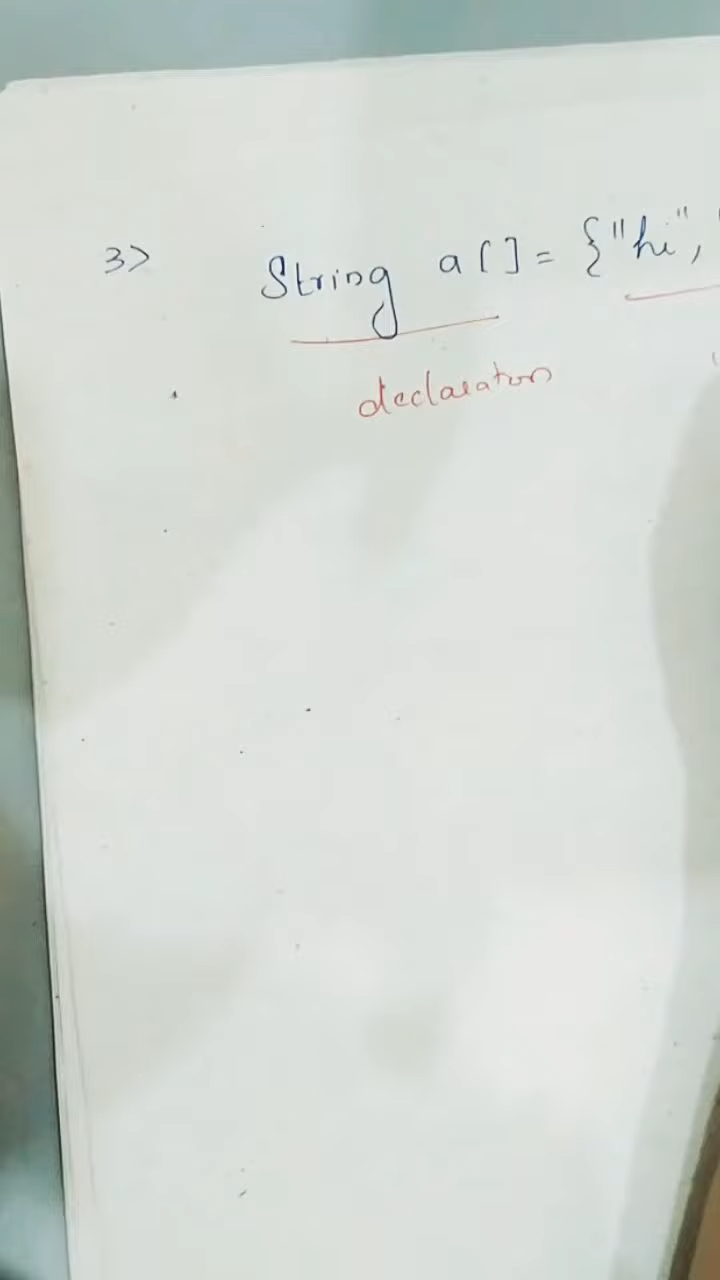 3> String a[] = {"hi", "
declaration